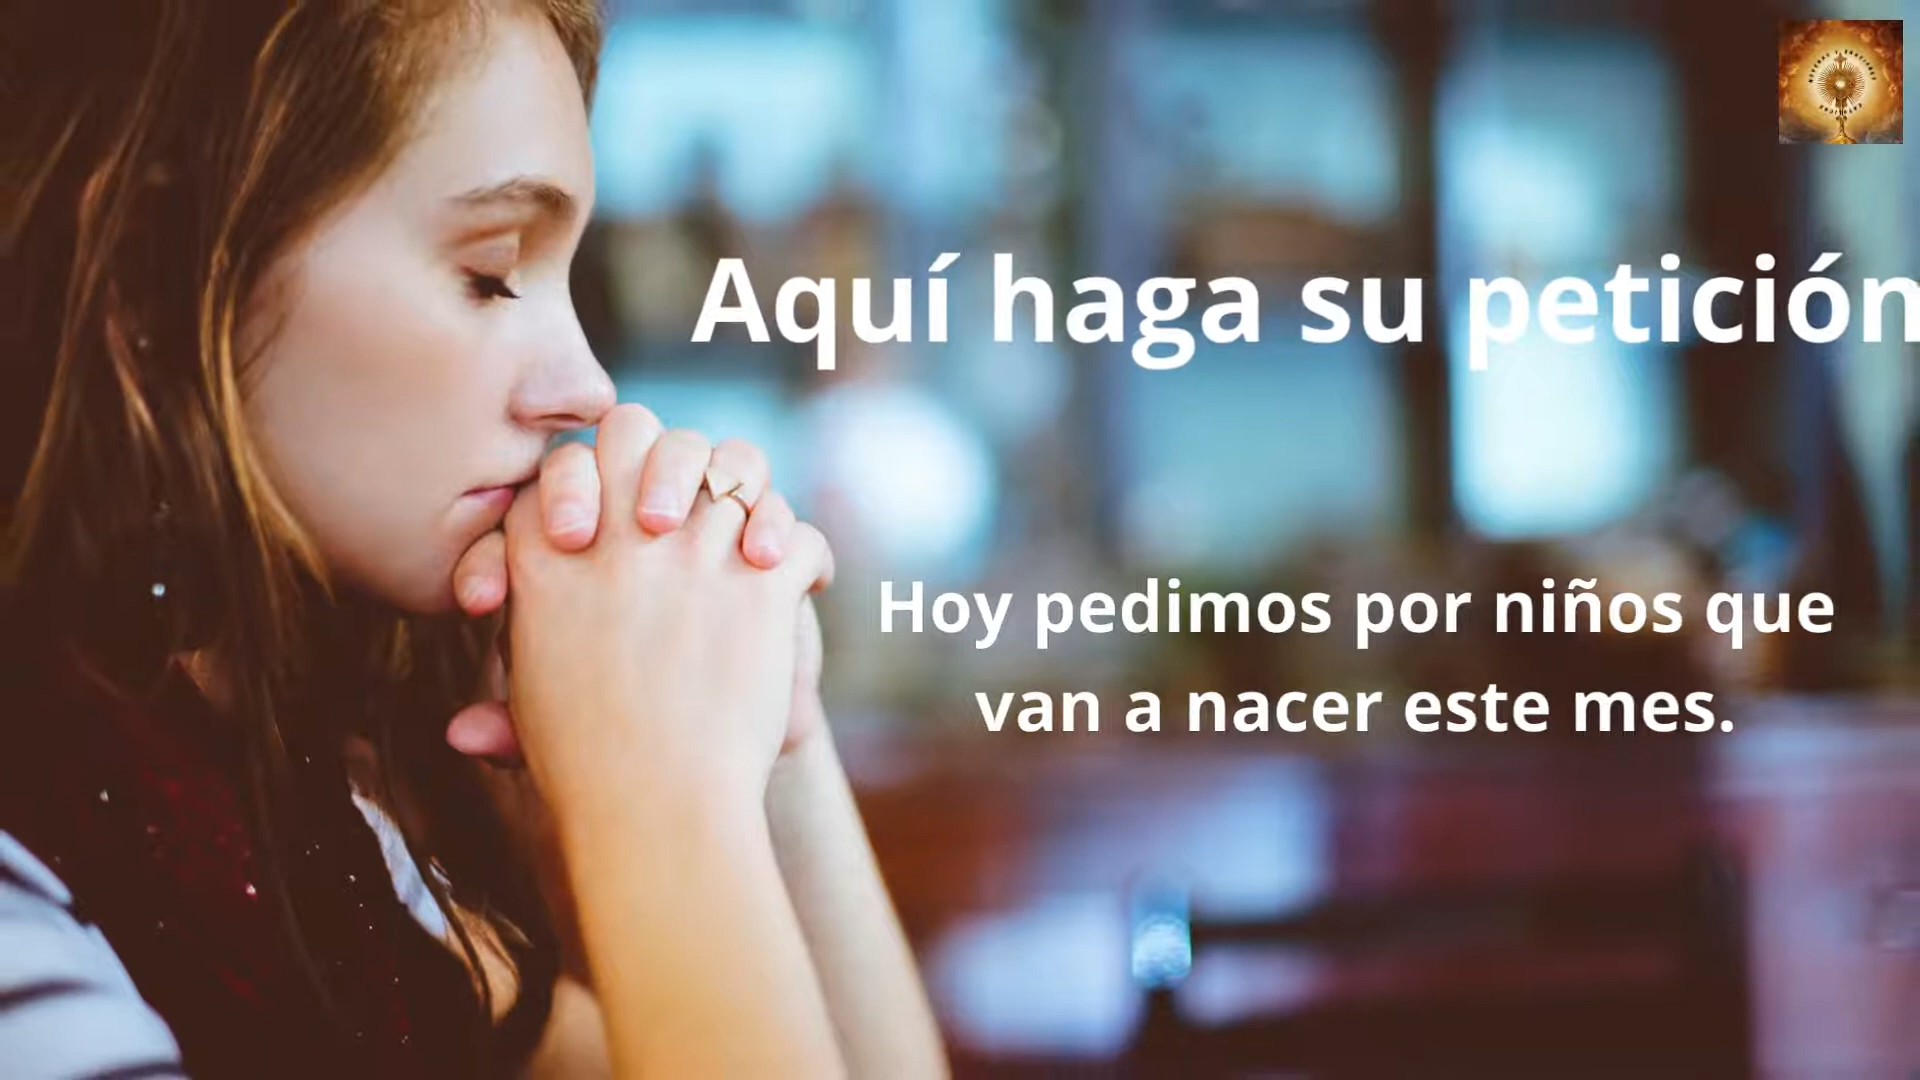 Aquí haga su petición
Hoy pedimos por niños que
van a nacer este mes.